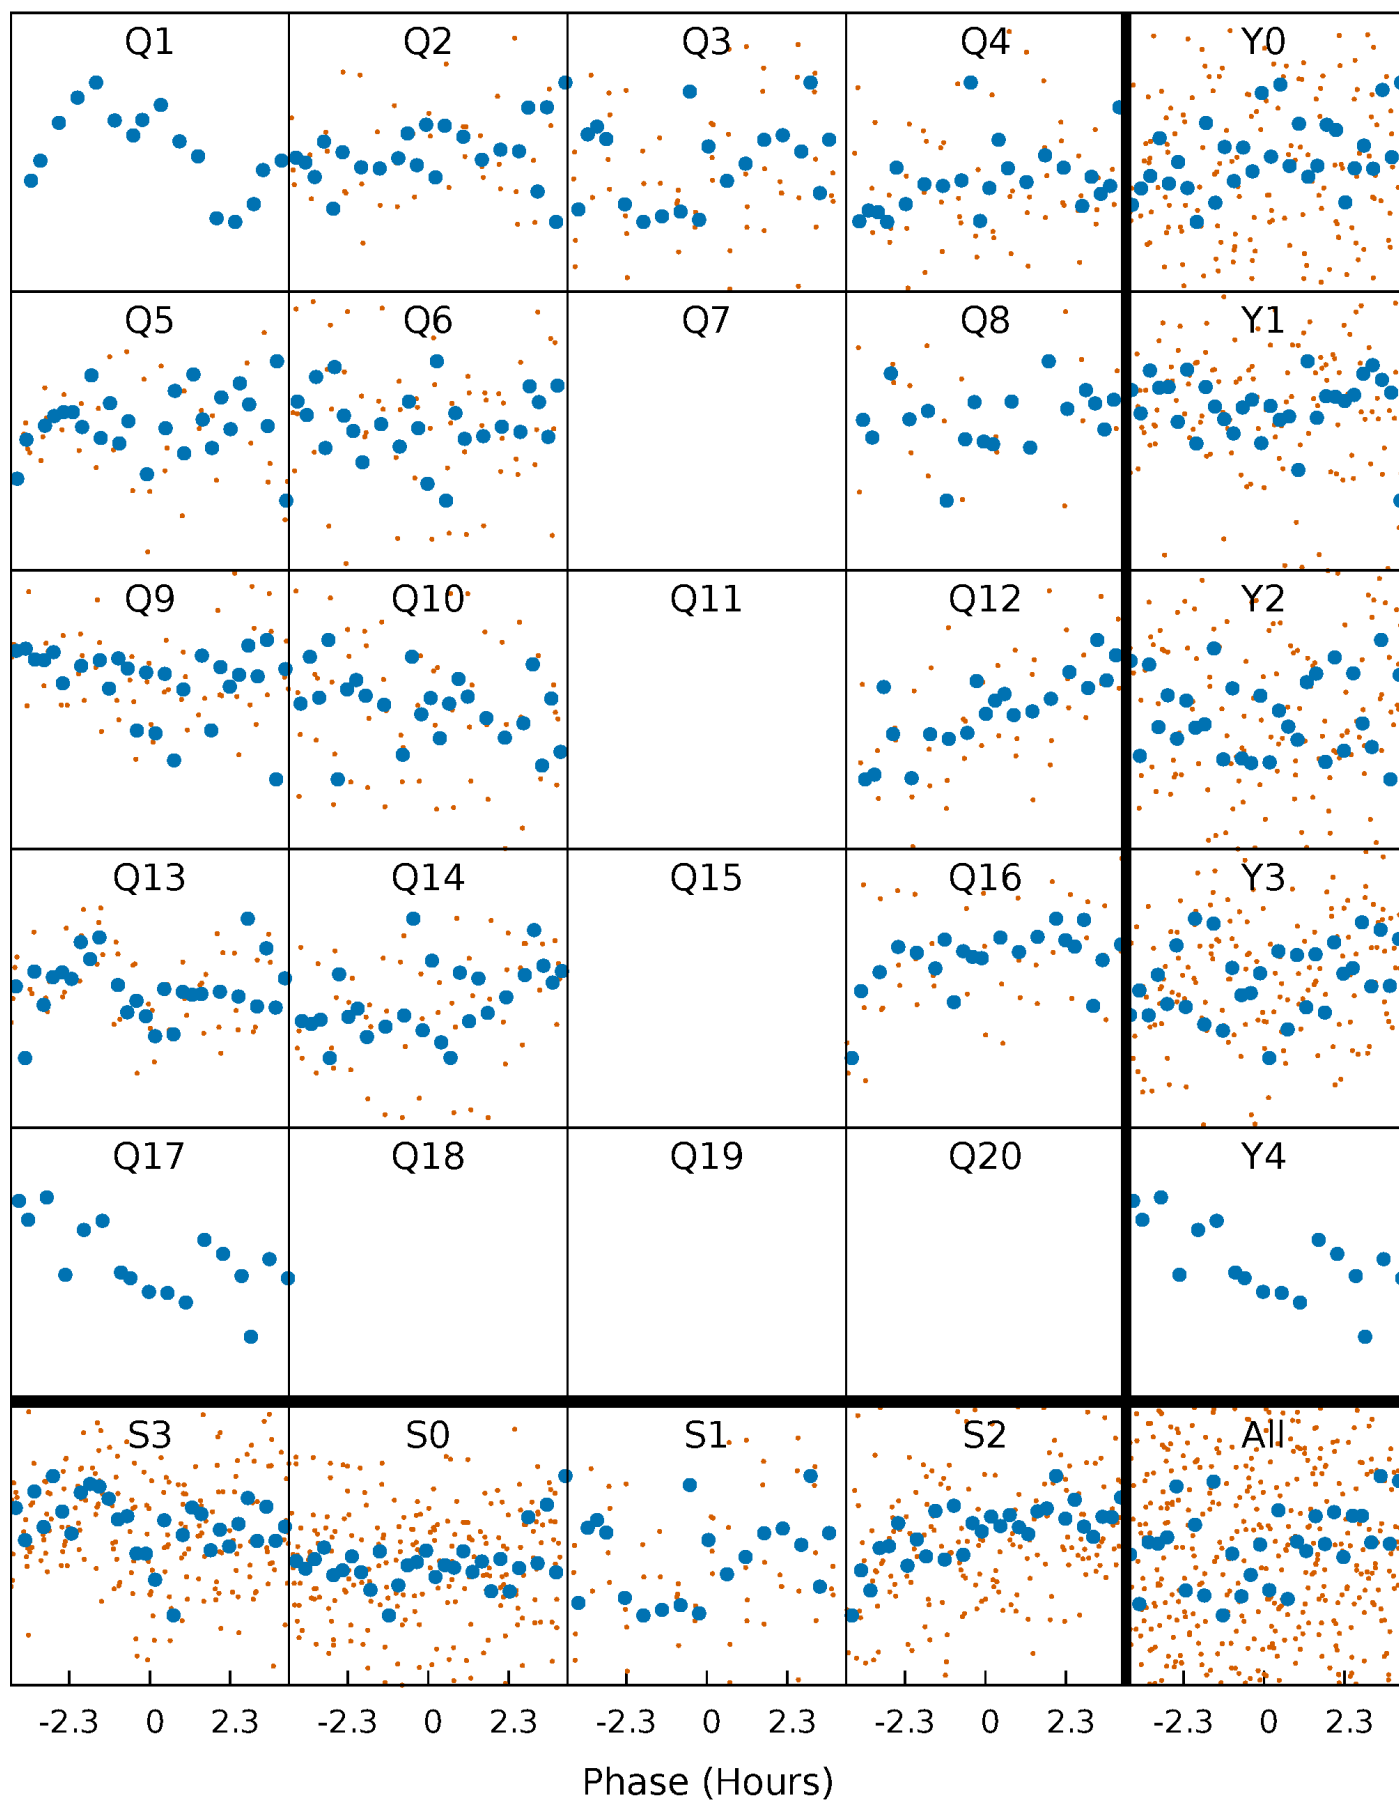 Q1 Q2 Q3 Q4 Y0
Q5 Q6 Q7 Q8 Y1
Q9 Q10 Q11 Q12 Y2
Q13 Q14 Q15 Q16 Y3
Q17 Q18 Q19 Q20 Y4
S3 S0 S1 S2 All
-2.3 0 2.3 -2.3 0 2.3 -2.3 0 2.3 -2.3 0 2.3 -2.3 0 2.3
Phase (Hours)